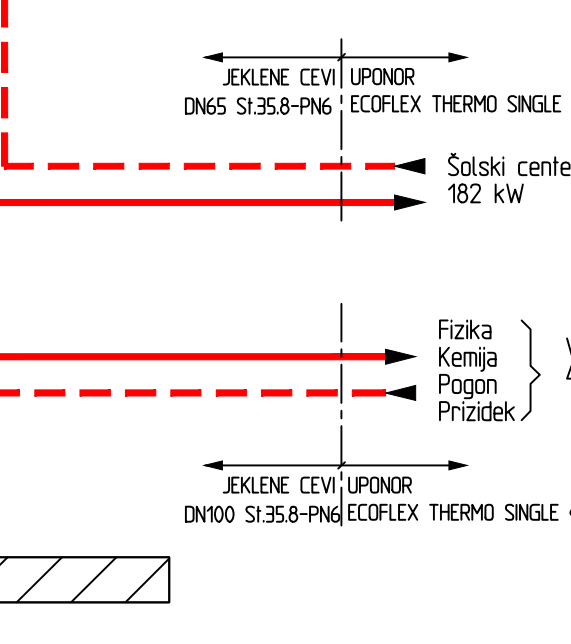 JEKLENE CEVI UPONOR
DN65 St.35.8-PN6 ECOFLEX THERMO SINGLE
Šolski cente
182 kW
Fizika
Kemija
Pogon
Prizidek
JEKLENE CEVI UPONOR
DN100 St.35.8-PN6 ECOFLEX THERMO SINGLE